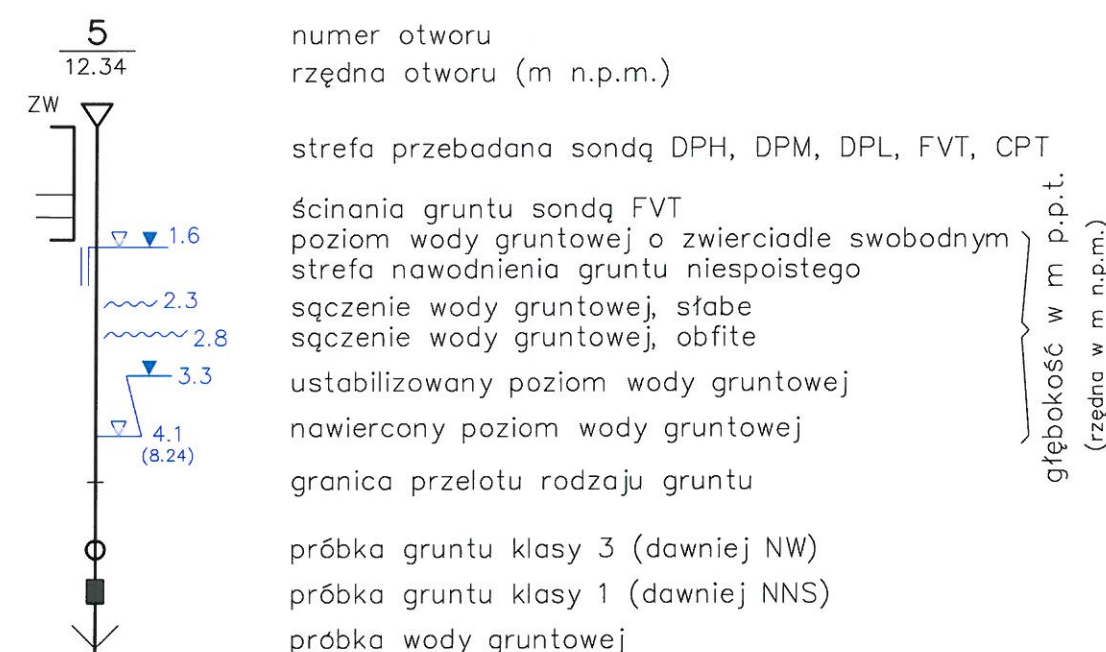 5 numer otworu
12.34 rzędna otworu (m n.p.m.)
ZW
strefa przebadana sondą DPH, DPM, DPL, FVT, CPT
ścinania gruntu sondą FVT
1.6 poziom wody gruntowej o zwierciadle swobodnym
strefa nawodnienia gruntu niespoistego
2.3 sączenie wody gruntowej, słabe
2.8 sączenie wody gruntowej, obfite
3.3 ustabilizowany poziom wody gruntowej
4.1 nawiercony poziom wody gruntowej
(8.24)
granica przelotu rodzaju gruntu
próbka gruntu klasy 3 (dawniej NW)
próbka gruntu klasy 1 (dawniej NNS)
próbka wody gruntowej
głębokość w m p.p.t.
(rzędna w m n.p.m.)